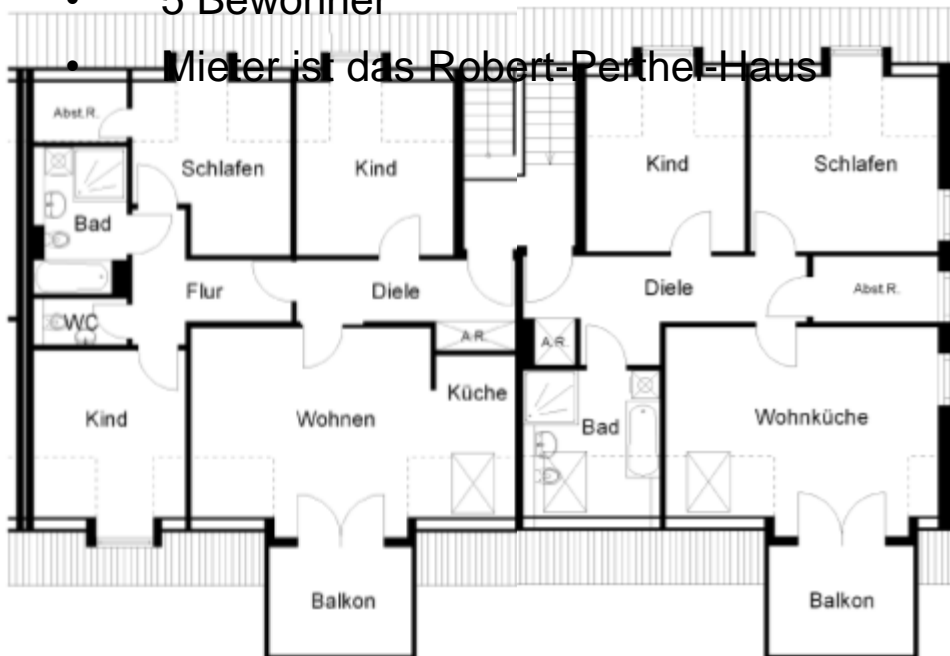 • 5 Bewohner
• Mieter ist das Robert-Perthel-Haus
Abst.R.
Schlafen
Kind
Kind
Schlafen
Bad
Flur
Diele
Diele
Abst.R.
WC
A.R.
A.R.
Küche
Kind
Wohnen
Bad
Wohnküche
Balkon
Balkon